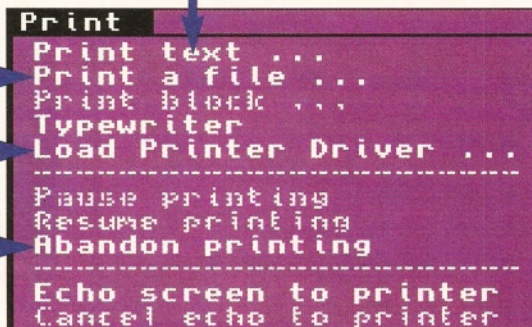 Print
Print text ...
Print a file ...
Print block ...
Typewriter
Load Printer Driver ...
Pause printing
Resume printing
Abandon printing
Echo screen to printer
Cancel echo to printer